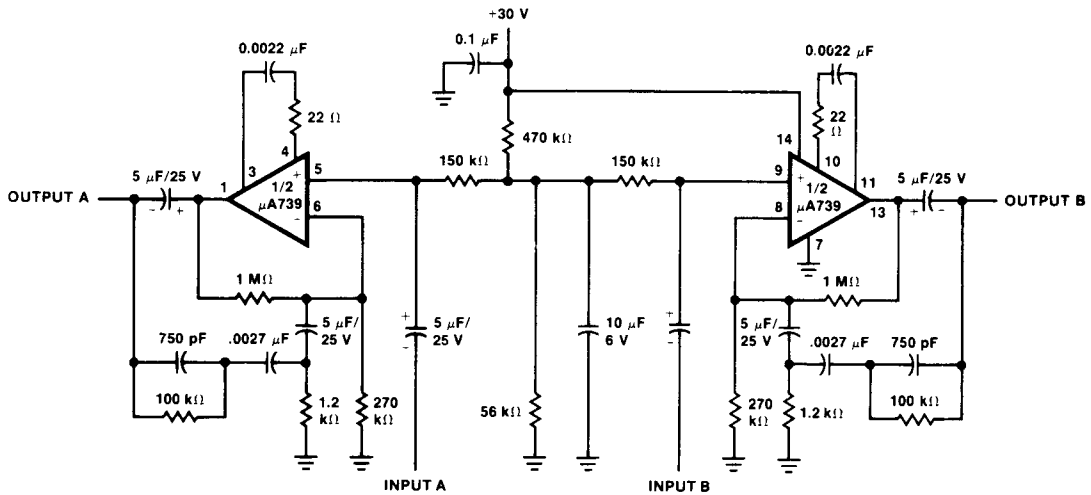 +30 V
0.1 µF
0.0022 µF
0.0022 µF
22 Ω
22
Ω
470 kΩ
14
4
10
3
150 kΩ
150 kΩ
5 µF/25 V
1
5
9
11
5 µF/25 V
OUTPUT A
+
1/2
µA739
-
+
1/2
µA739
-
OUTPUT B
- +
6
8
13
+ -
7
1 MΩ
1 MΩ
+
5 µF/
25 V
-
+
-
750 pF
.0027 µF
5 µF/
25 V
10 µF
6 V
5 µF/
25 V
.0027 µF
750 pF
100 kΩ
1.2
kΩ
270
kΩ
56 kΩ
270
kΩ
1.2 kΩ
100 kΩ
INPUT A
INPUT B